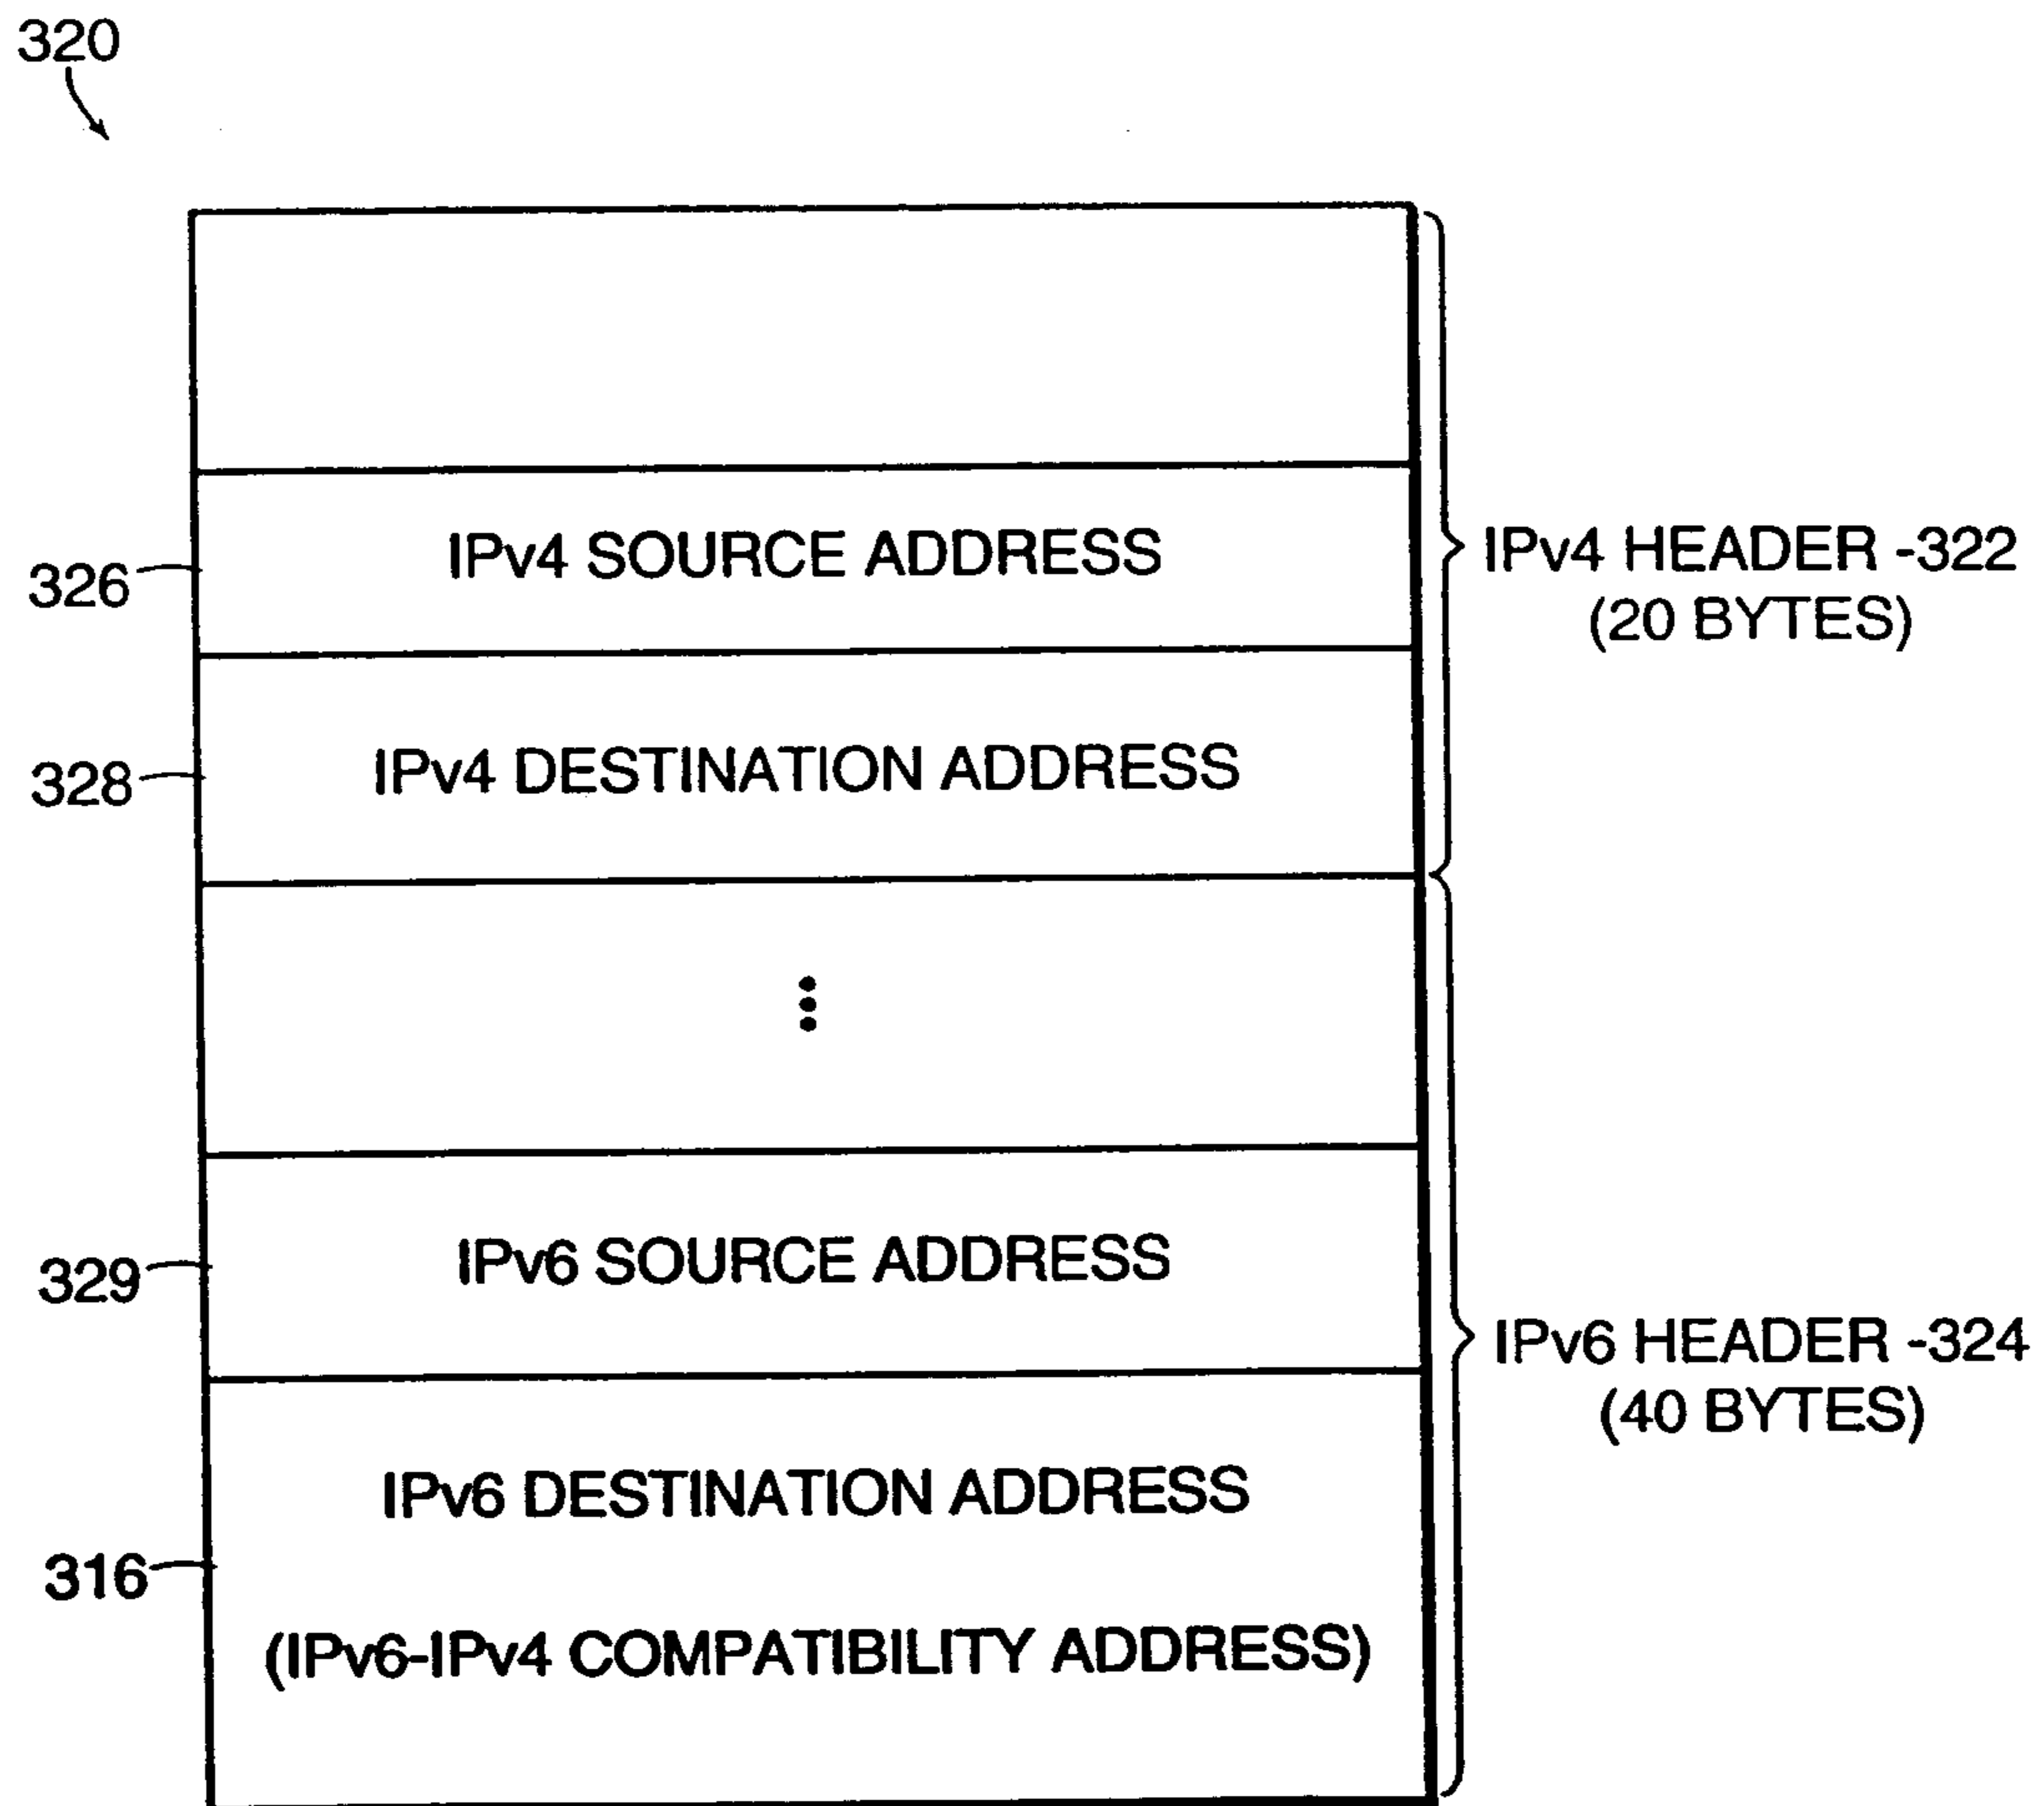 320
IPv4 SOURCE ADDRESS
326
IPv4 HEADER -322
(20 BYTES)
IPv4 DESTINATION ADDRESS
328
IPv6 SOURCE ADDRESS
329
IPv6 HEADER -324
(40 BYTES)
IPv6 DESTINATION ADDRESS
316
(IPv6-IPv4 COMPATIBILITY ADDRESS)